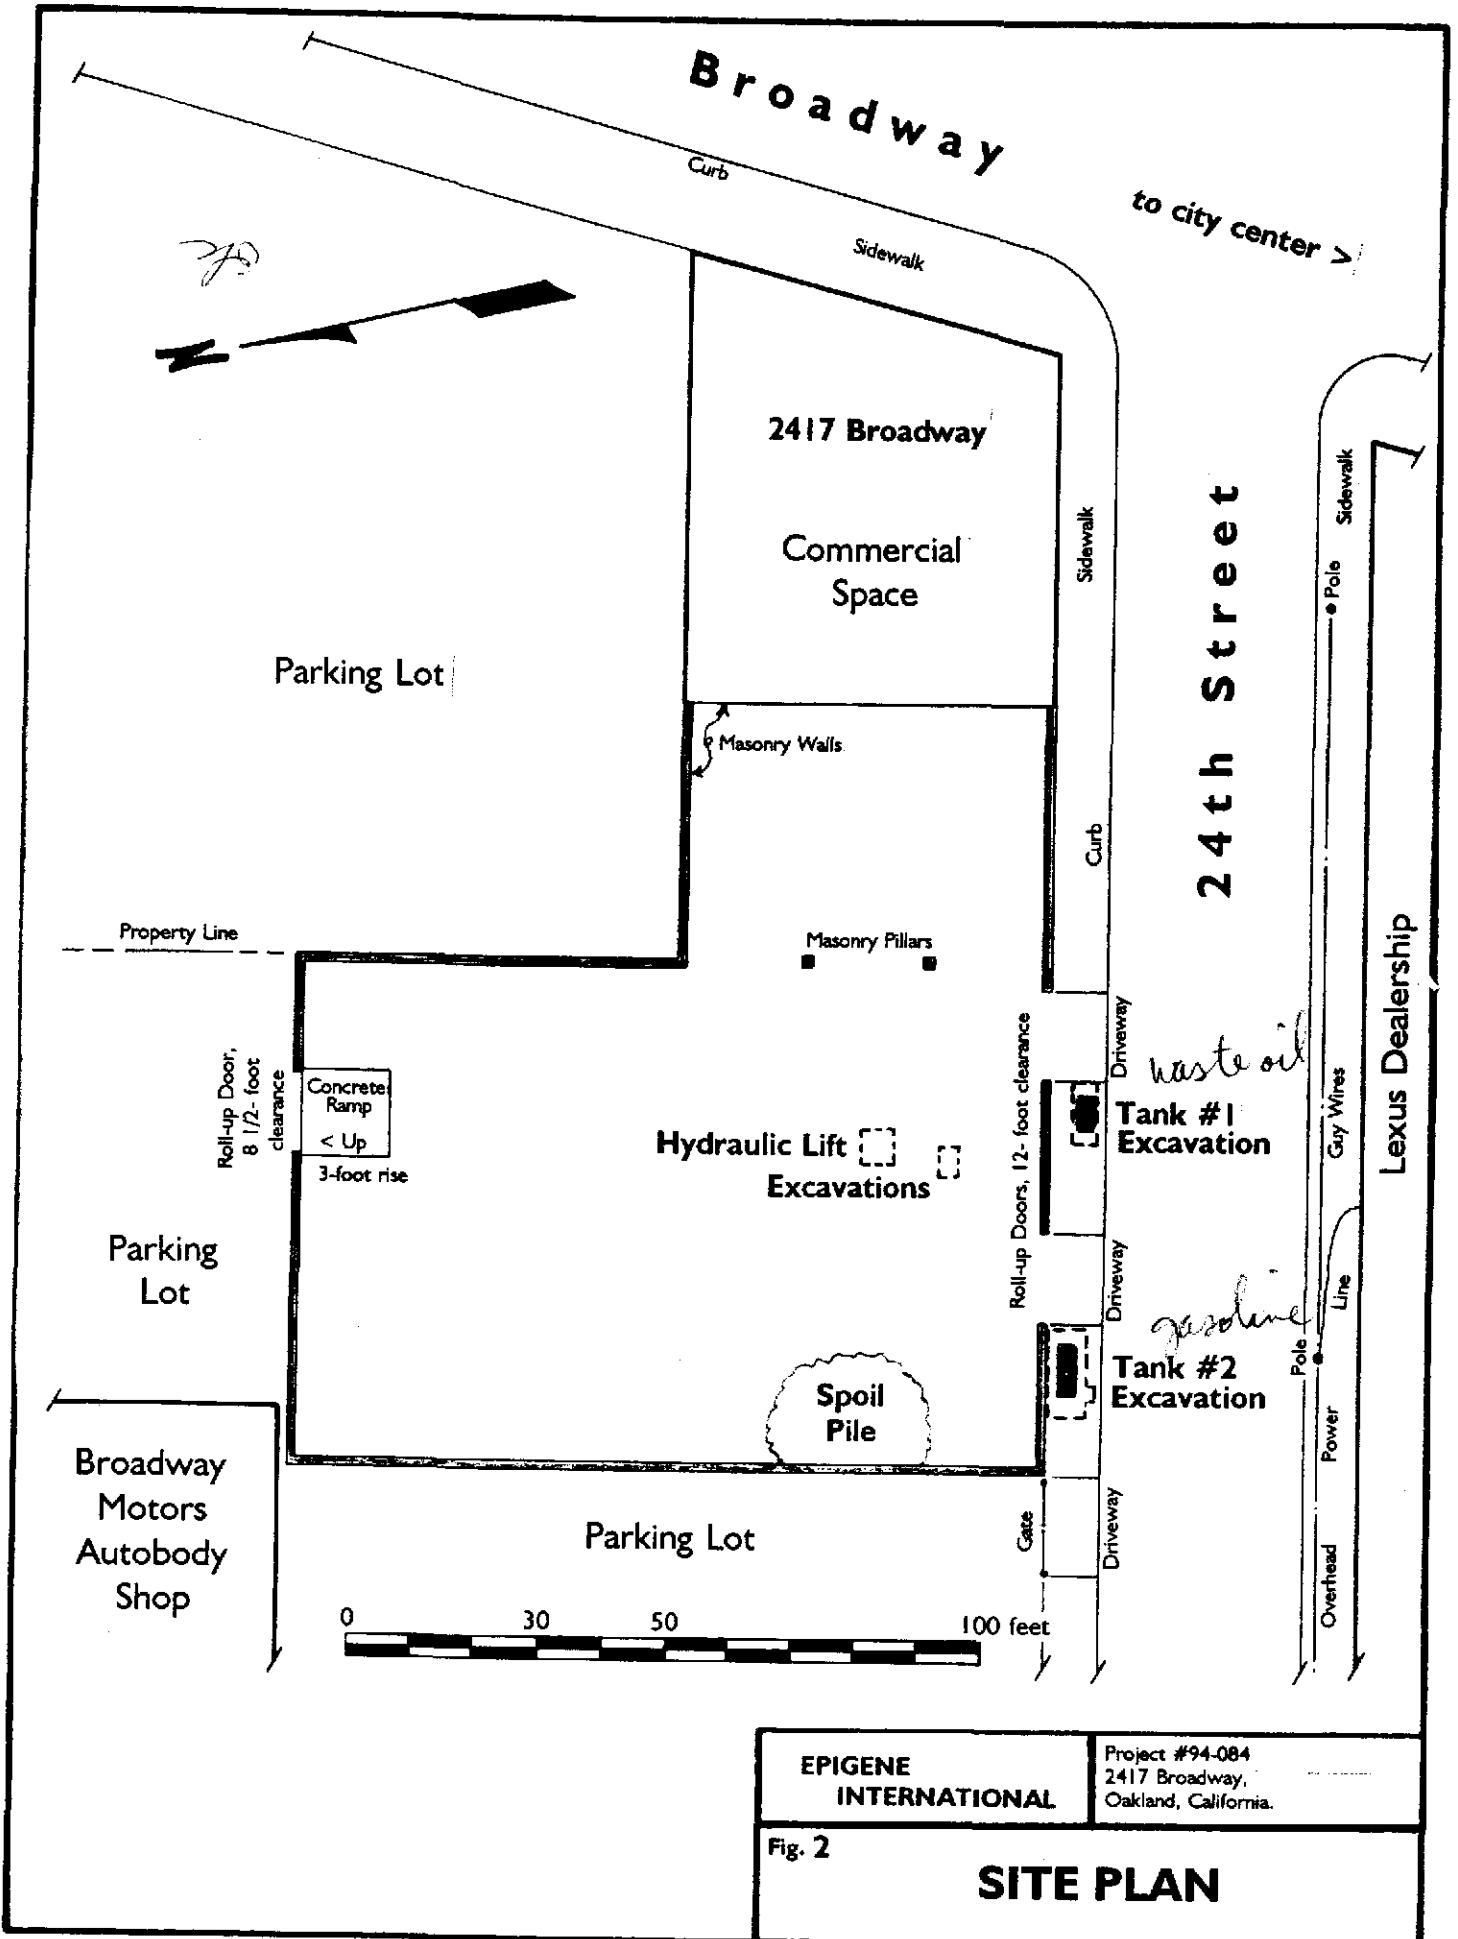 Broadway
Curb
to city center >
Sidewalk
N
2417 Broadway
Commercial
Space
Sidewalk
Sidewalk
Pole
24th Street
Parking Lot
Masonry Walls
Curb
Property Line
Masonry Pillars
Lexus Dealership
Roll-up Door,
8 1/2- foot
clearance
Concrete
Ramp
< Up
3-foot rise
Roll-up Doors, 12- foot clearance
Driveway
waste oil
Tank #1
Excavation
Guy Wires
Hydraulic Lift
Excavations
Parking
Lot
Driveway
gasoline
Line
Pole
Tank #2
Excavation
Spoil
Pile
Power
Broadway
Motors
Autobody
Shop
Parking Lot
Gate
Driveway
Overhead
0 30 50 100 feet
EPIGENE
INTERNATIONAL
Project #94-084
2417 Broadway,
Oakland, California.
Fig. 2
SITE PLAN